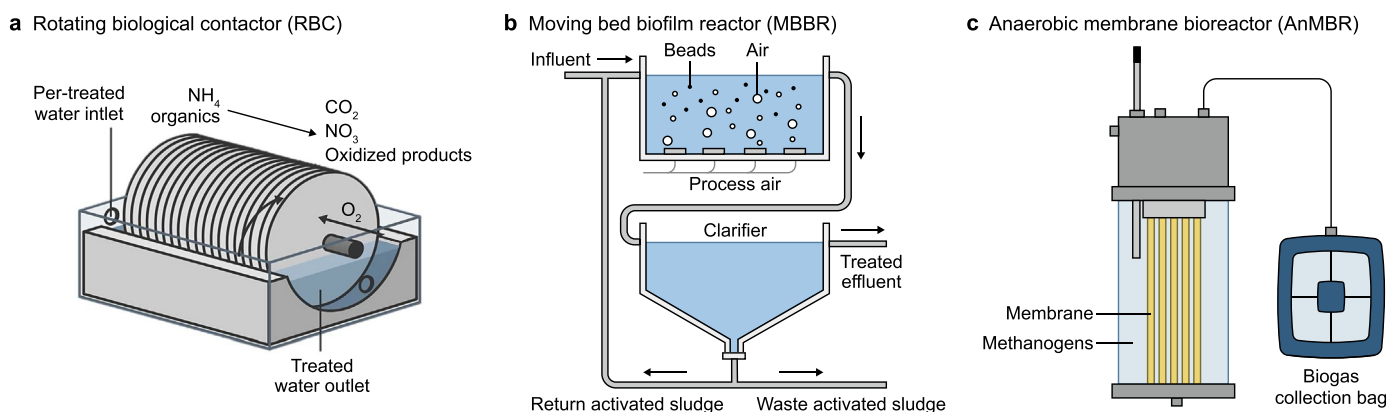 a Rotating biological contactor (RBC)
Per-treated
water intlet
NH4
organics
CO2
NO3
Oxidized products
O2
Treated
water outlet
b Moving bed biofilm reactor (MBBR)
Influent
Beads
Air
Process air
Clarifier
Treated
effluent
Return activated sludge
Waste activated sludge
c Anaerobic membrane bioreactor (AnMBR)
Membrane
Methanogens
Biogas
collection bag